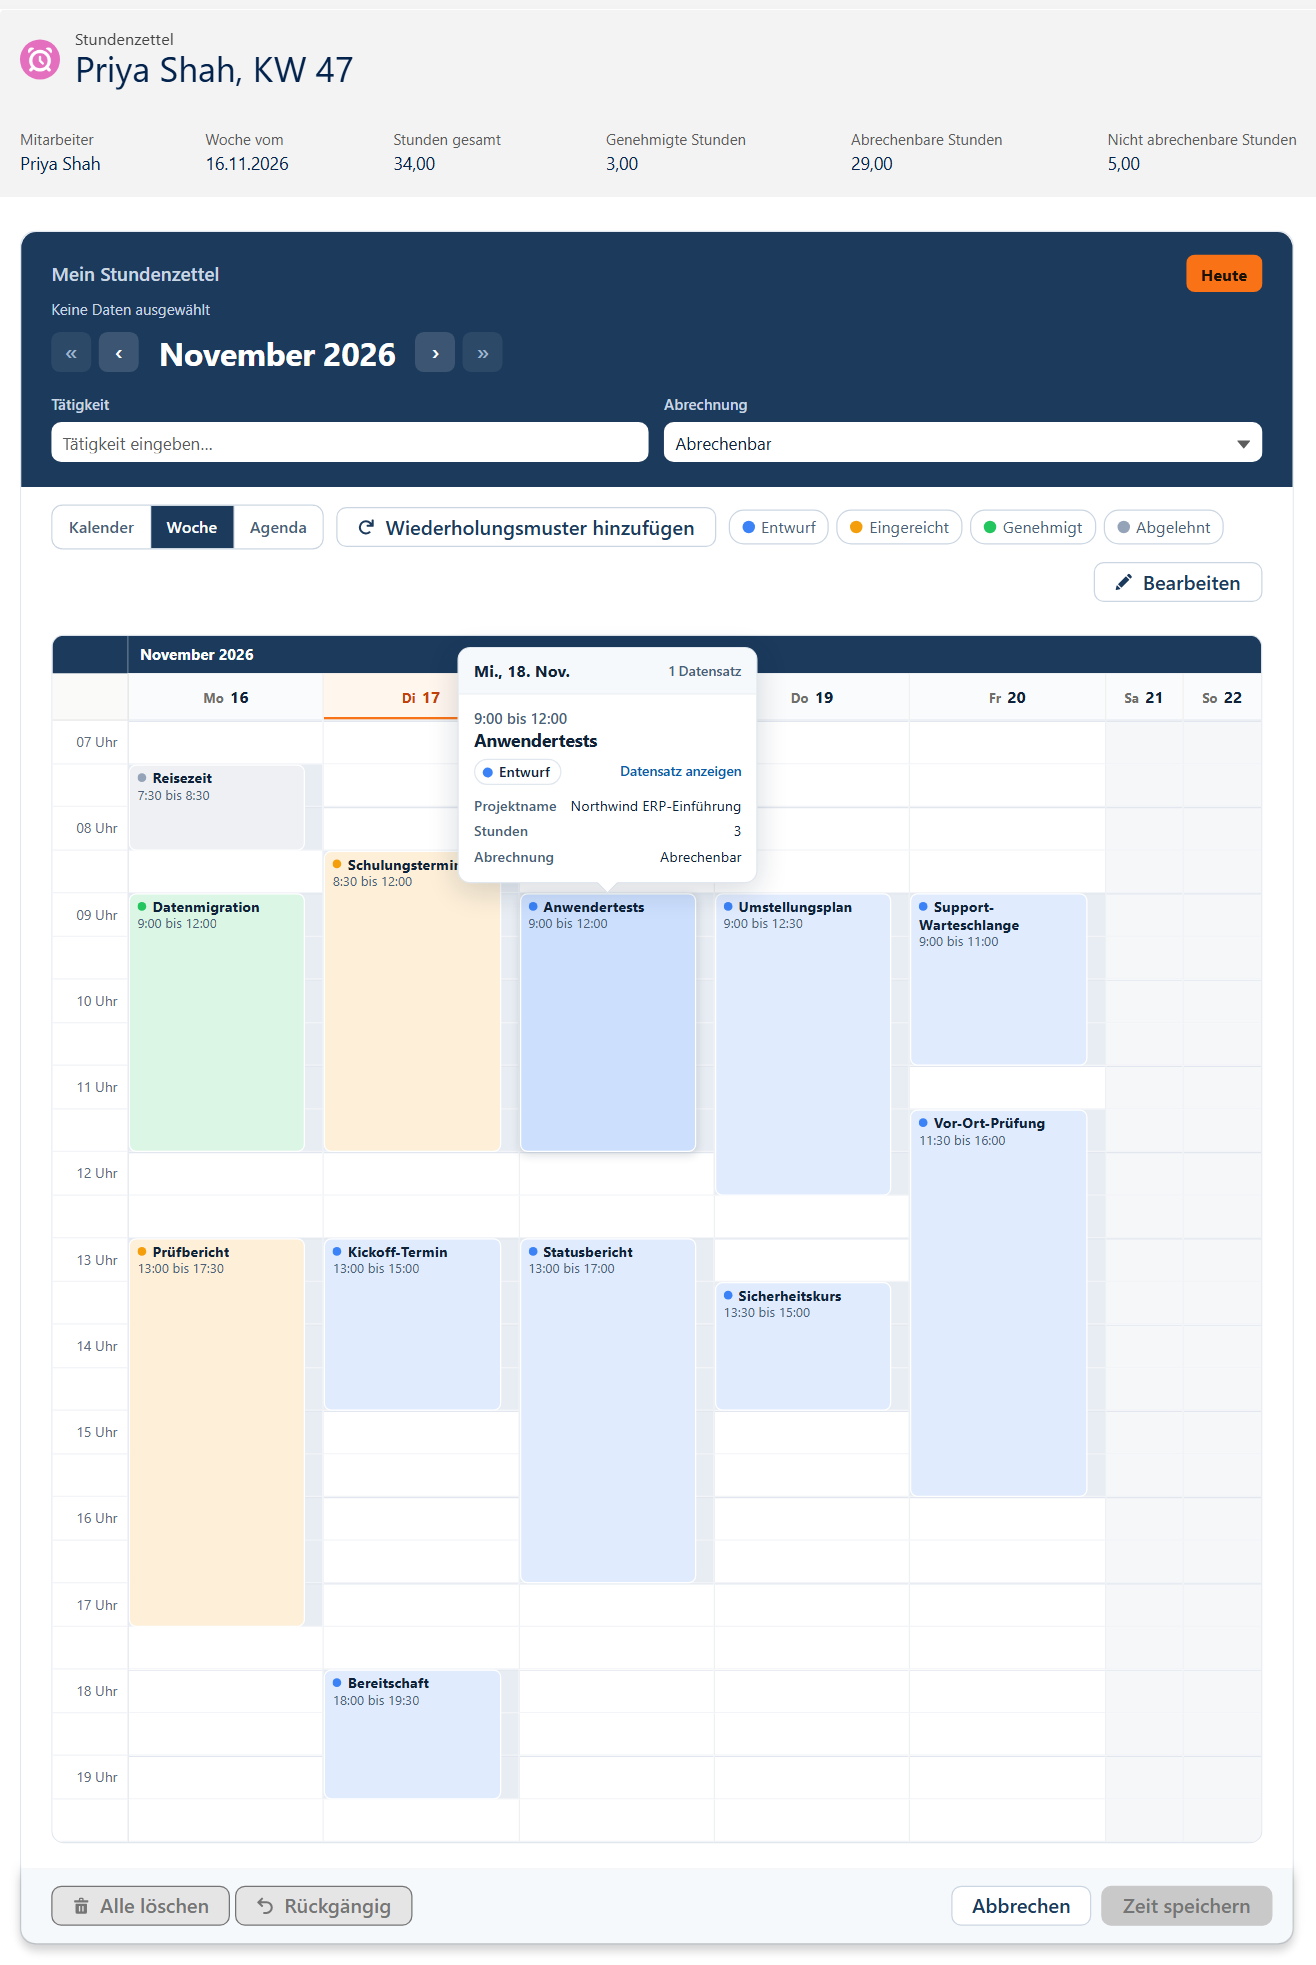 Stundenzettel
Priya Shah, KW 47
Mitarbeiter
Priya Shah
Woche vom
16.11.2026
Stunden gesamt
34,00
Genehmigte Stunden
3,00
Abrechenbare Stunden
29,00
Nicht abrechenbare Stunden
5,00
Mein Stundenzettel
Heute
Keine Daten ausgewählt
« ‹ November 2026 › »
Tätigkeit
Tätigkeit eingeben...
Abrechnung
Abrechenbar
Kalender Woche Agenda
Wiederholungsmuster hinzufügen
Entwurf Eingereicht Genehmigt Abgelehnt
Bearbeiten
November 2026
Mo 16
Di 17
Do 19
Fr 20
Sa 21
So 22
Mi., 18. Nov.
1 Datensatz
9:00 bis 12:00
Anwendertests
Entwurf
Datensatz anzeigen
Projektname Northwind ERP-Einführung
Stunden 3
Abrechnung Abrechenbar
07 Uhr
08 Uhr
09 Uhr
10 Uhr
11 Uhr
12 Uhr
13 Uhr
14 Uhr
15 Uhr
16 Uhr
17 Uhr
18 Uhr
19 Uhr
Reisezeit
7:30 bis 8:30
Datenmigration
9:00 bis 12:00
Prüfbericht
13:00 bis 17:30
Schulungstermin
8:30 bis 12:00
Kickoff-Termin
13:00 bis 15:00
Bereitschaft
18:00 bis 19:30
Anwendertests
9:00 bis 12:00
Statusbericht
13:00 bis 17:00
Umstellungsplan
9:00 bis 12:30
Sicherheitskurs
13:30 bis 15:00
Support-
Warteschlange
9:00 bis 11:00
Vor-Ort-Prüfung
11:30 bis 16:00
Alle löschen
Rückgängig
Abbrechen
Zeit speichern